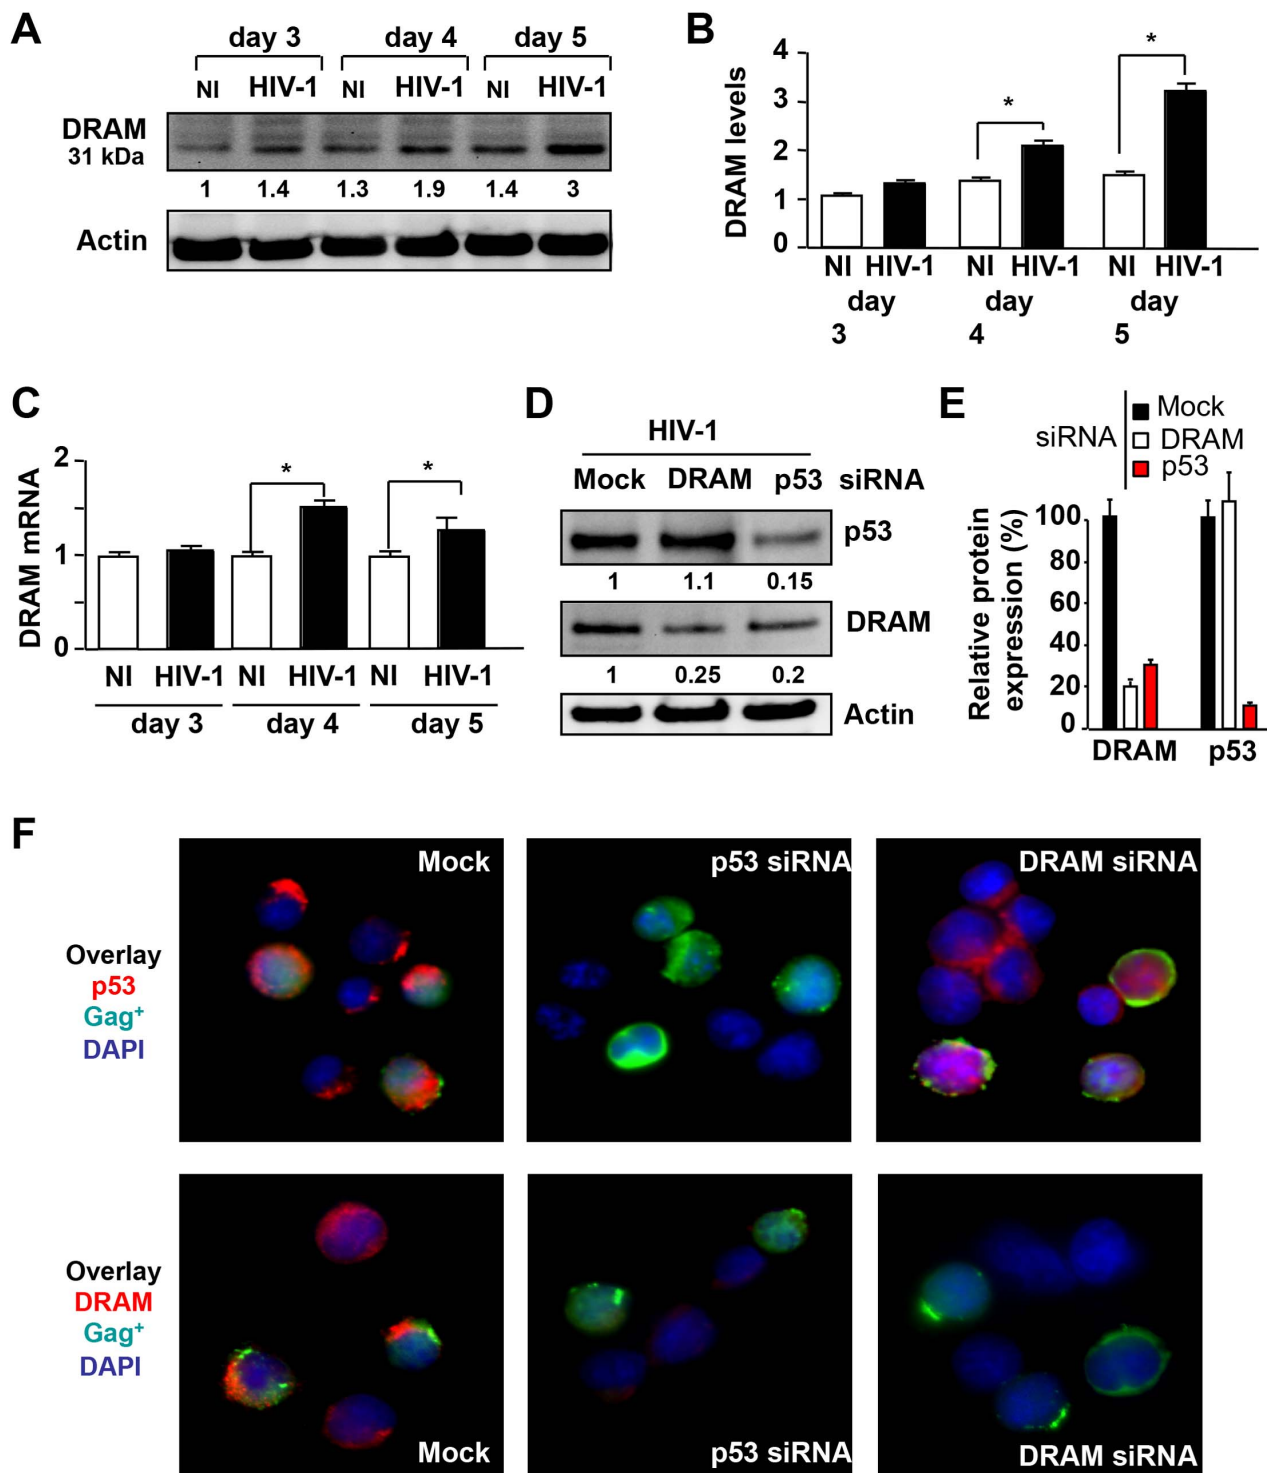 A
day 3 day 4 day 5
NI HIV-1 NI HIV-1 NI HIV-1
DRAM
31 kDa
1 1.4 1.3 1.9 1.4 3
Actin
B
DRAM levels
4
3
2
1
0
* *
NI HIV-1 NI HIV-1 NI HIV-1
day day day
3 4 5
C
DRAM mRNA
2
1
0
* *
NI HIV-1 NI HIV-1 NI HIV-1
day 3 day 4 day 5
D
HIV-1
Mock DRAM p53 siRNA
p53
1 1.1 0.15
DRAM
1 0.25 0.2
Actin
E
siRNA
Mock
DRAM
p53
Relative protein
expression (%)
100
80
60
40
20
0
DRAM p53
F
Overlay
p53
Gag⁺
DAPI
Mock p53 siRNA DRAM siRNA
Overlay
DRAM
Gag⁺
DAPI
Mock p53 siRNA DRAM siRNA